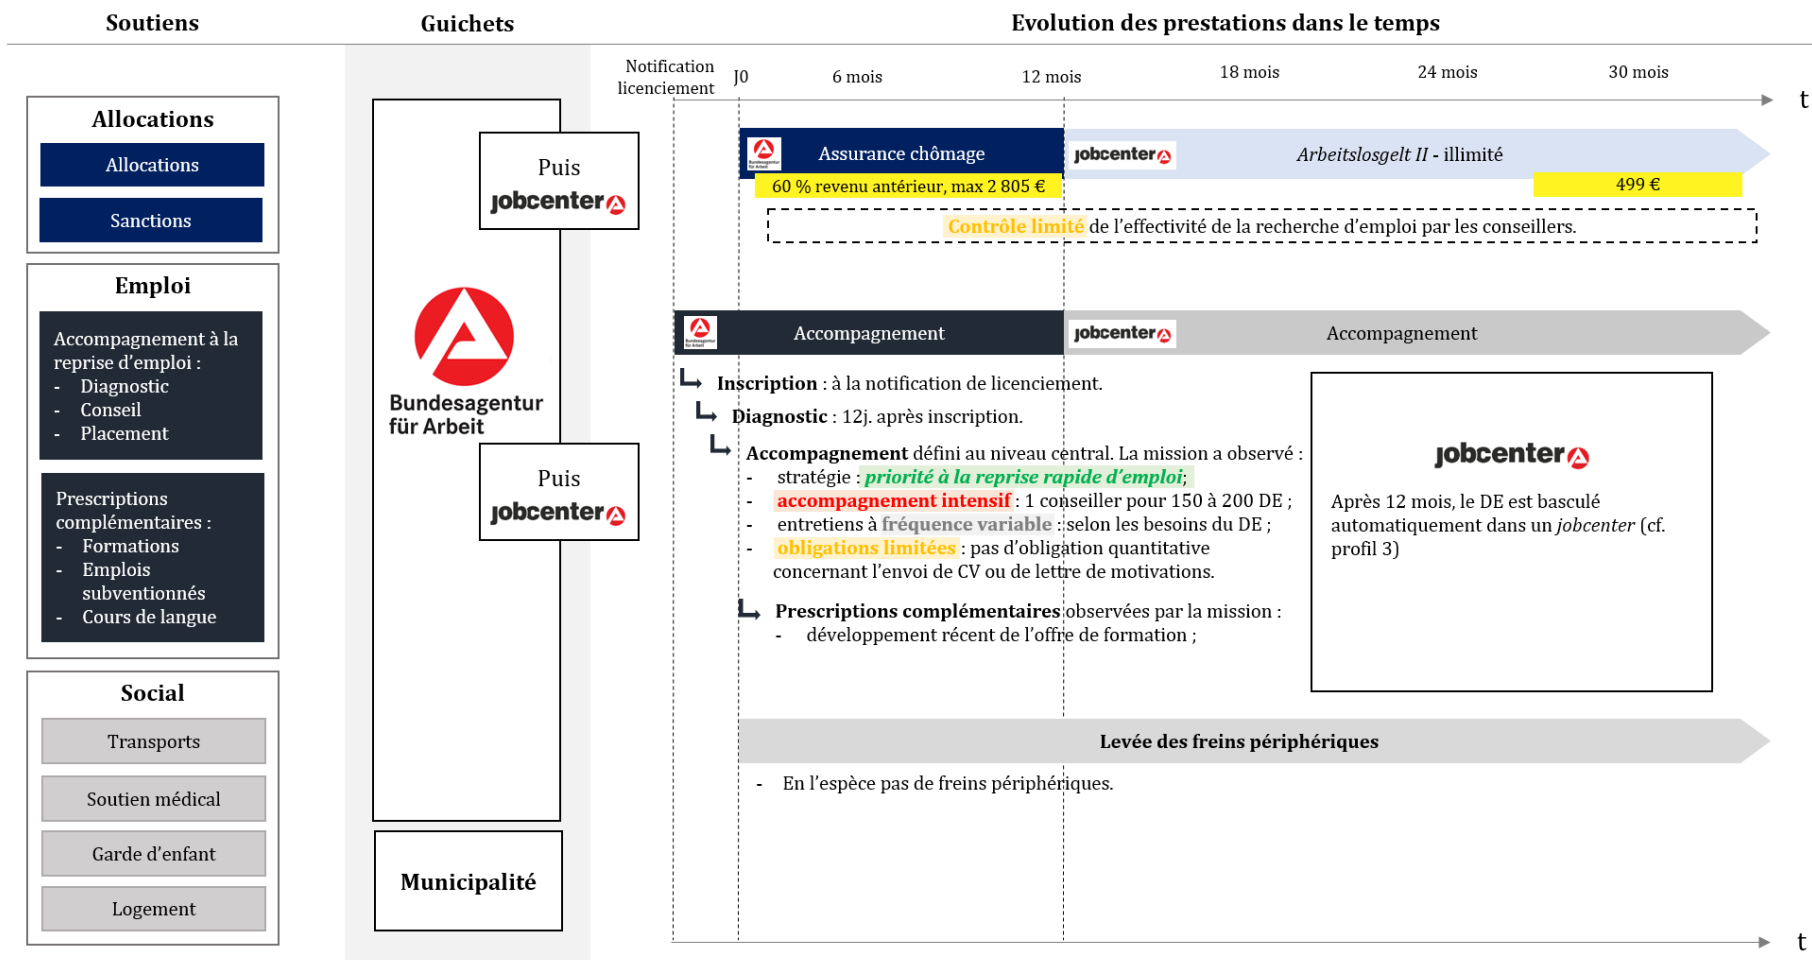 Soutiens
Guichets
Evolution des prestations dans le temps
Notification
licenciement
J0
6 mois
12 mois
18 mois
24 mois
30 mois
t
Allocations
Allocations
Sanctions
Puis
jobcenter
Bundesagentur
für Arbeit
Assurance chômage
jobcenter
Arbeitslosgelt II - illimité
60 % revenu antérieur, max 2 805 €
499 €
Contrôle limité de l'effectivité de la recherche d'emploi par les conseillers.
Emploi
Accompagnement à la
reprise d'emploi :
- Diagnostic
- Conseil
- Placement
Prescriptions
complémentaires :
- Formations
- Emplois
subventionnés
- Cours de langue
Bundesagentur
für Arbeit
Puis
jobcenter
Bundesagentur
für Arbeit
Accompagnement
jobcenter
Accompagnement
Inscription : à la notification de licenciement.
Diagnostic : 12j. après inscription.
Accompagnement défini au niveau central. La mission a observé :
- stratégie : priorité à la reprise rapide d'emploi;
- accompagnement intensif : 1 conseiller pour 150 à 200 DE ;
- entretiens à fréquence variable : selon les besoins du DE ;
- obligations limitées : pas d'obligation quantitative
concernant l'envoi de CV ou de lettre de motivations.
Prescriptions complémentaires observées par la mission :
- développement récent de l'offre de formation ;
jobcenter
Après 12 mois, le DE est basculé
automatiquement dans un jobcenter (cf.
profil 3)
Social
Transports
Soutien médical
Garde d'enfant
Logement
Municipalité
Levée des freins périphériques
- En l'espèce pas de freins périphériques.
t